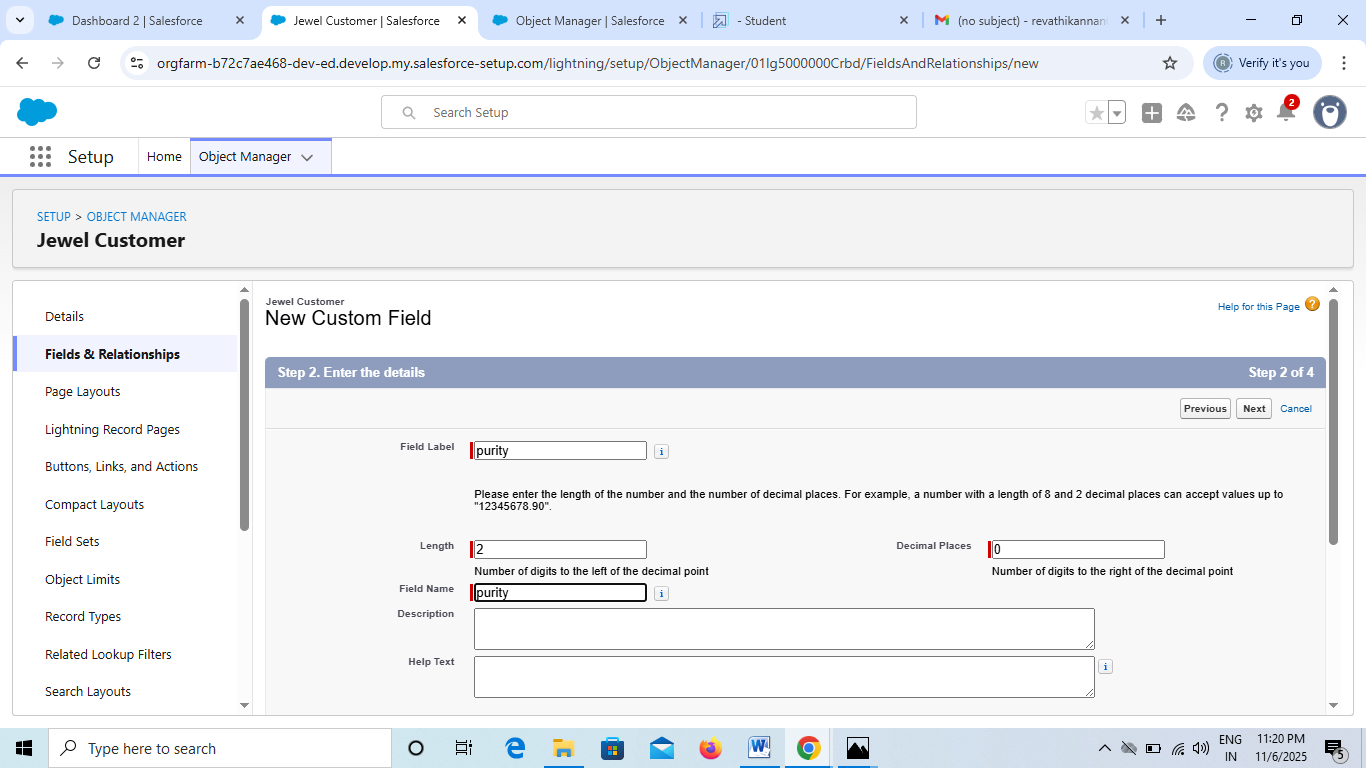 Dashboard 2 | Salesforce
Jewel Customer | Salesforce
Object Manager | Salesforce
- Student
(no subject) - revathikannan
orgfarm-b72c7ae468-dev-ed.develop.my.salesforce-setup.com/lightning/setup/ObjectManager/01Ig5000000Crbd/FieldsAndRelationships/new
R
Verify it's you
Search Setup
2
Setup
Home
Object Manager
SETUP > OBJECT MANAGER
Jewel Customer
Details
Fields & Relationships
Page Layouts
Lightning Record Pages
Buttons, Links, and Actions
Compact Layouts
Field Sets
Object Limits
Record Types
Related Lookup Filters
Search Layouts
Jewel Customer
New Custom Field
Help for this Page ?
Step 2. Enter the details
Step 2 of 4
Previous
Next
Cancel
Field Label
purity
i
Please enter the length of the number and the number of decimal places. For example, a number with a length of 8 and 2 decimal places can accept values up to
"12345678.90".
Length
2
Decimal Places
0
Number of digits to the left of the decimal point
Number of digits to the right of the decimal point
Field Name
purity
i
Description
Help Text
i
Type here to search
ENG
IN
11:20 PM
11/6/2025
5